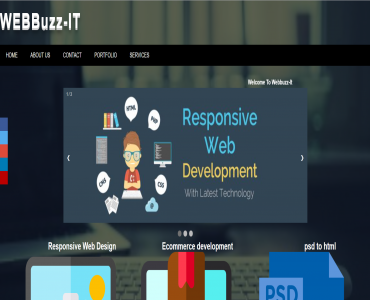 WEBBuzz-IT
HOME ABOUT US CONTACT PORTFOLIO SERVICES
Welcome To Webbuzz-It
1 / 3
HTML
PHP
Responsive
Web
Development
With Latest Technology
CMS
CSS
❮ ❯
Responsive Web Design Ecommerce development psd to html
PSD